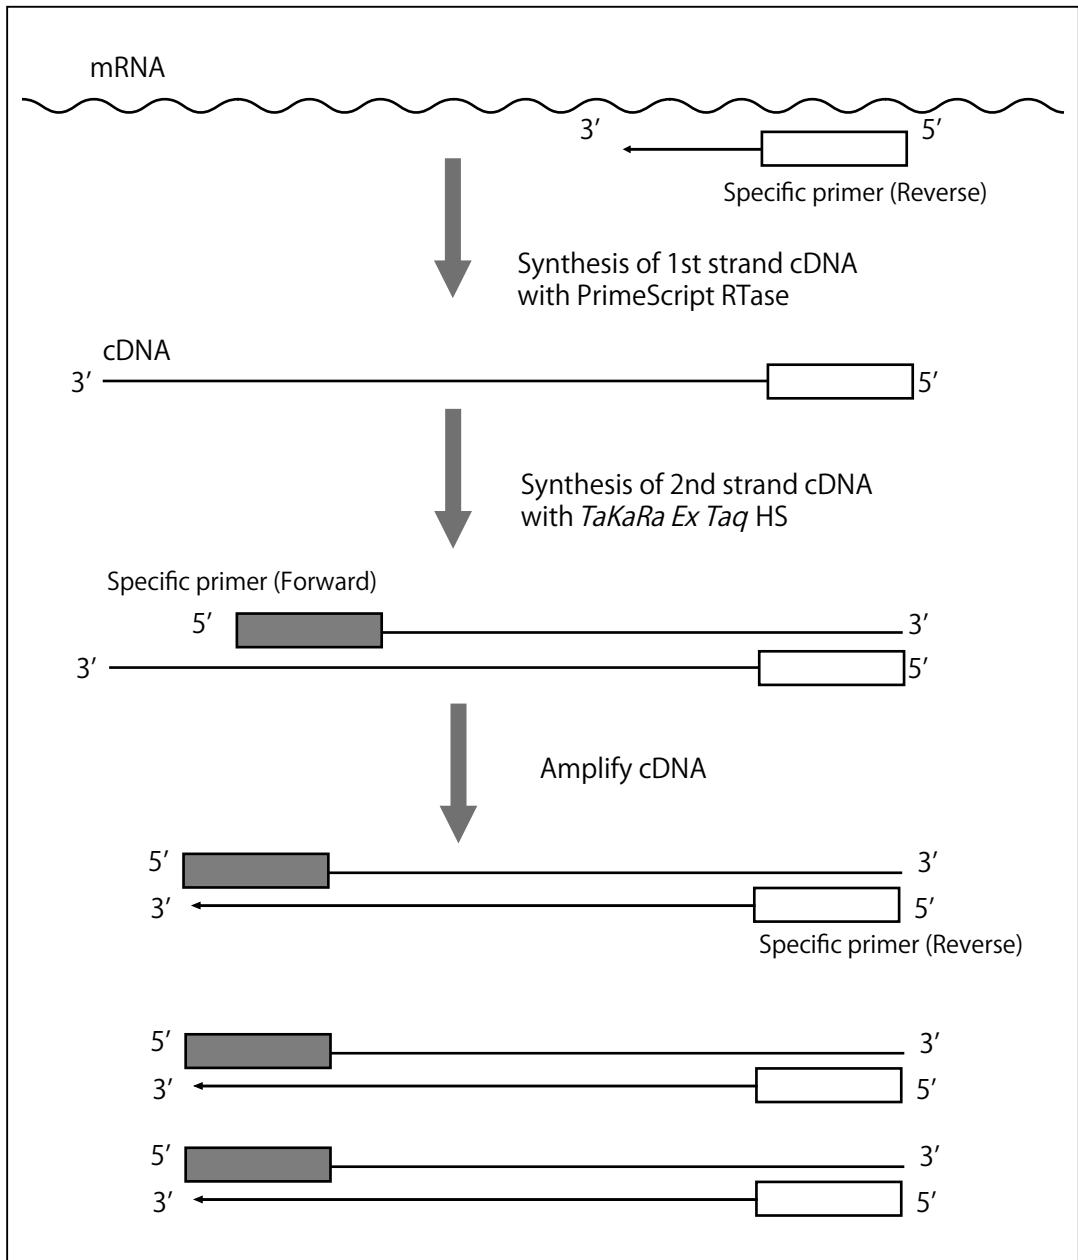 mRNA
3′
5′
Specific primer (Reverse)
Synthesis of 1st strand cDNA
with PrimeScript RTase
cDNA
3′
5′
Synthesis of 2nd strand cDNA
with TaKaRa Ex Taq HS
Specific primer (Forward)
5′
3′
3′
5′
Amplify cDNA
5′
3′
3′
5′
Specific primer (Reverse)
5′
3′
3′
5′
5′
3′
3′
5′